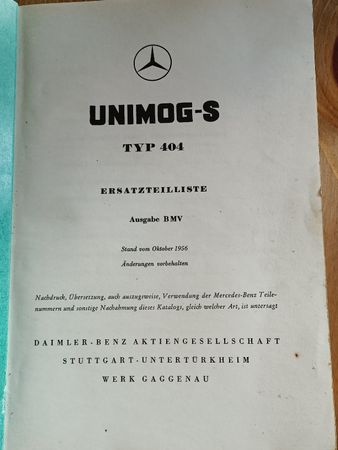 UNIMOG-S
TYP 404
ERSATZTEILLISTE
Ausgabe BMV
Stand vom Oktober 1956
Änderungen vorbehalten
Nachdruck, Übersetzung, auch auszugsweise, Verwendung der Mercedes-Benz Teile-
nummern und sonstige Nachahmung dieses Katalogs, gleich welcher Art, ist untersagt
DAIMLER-BENZ AKTIENGESELLSCHAFT
STUTTGART-UNTERTÜRKHEIM
WERK GAGGENAU